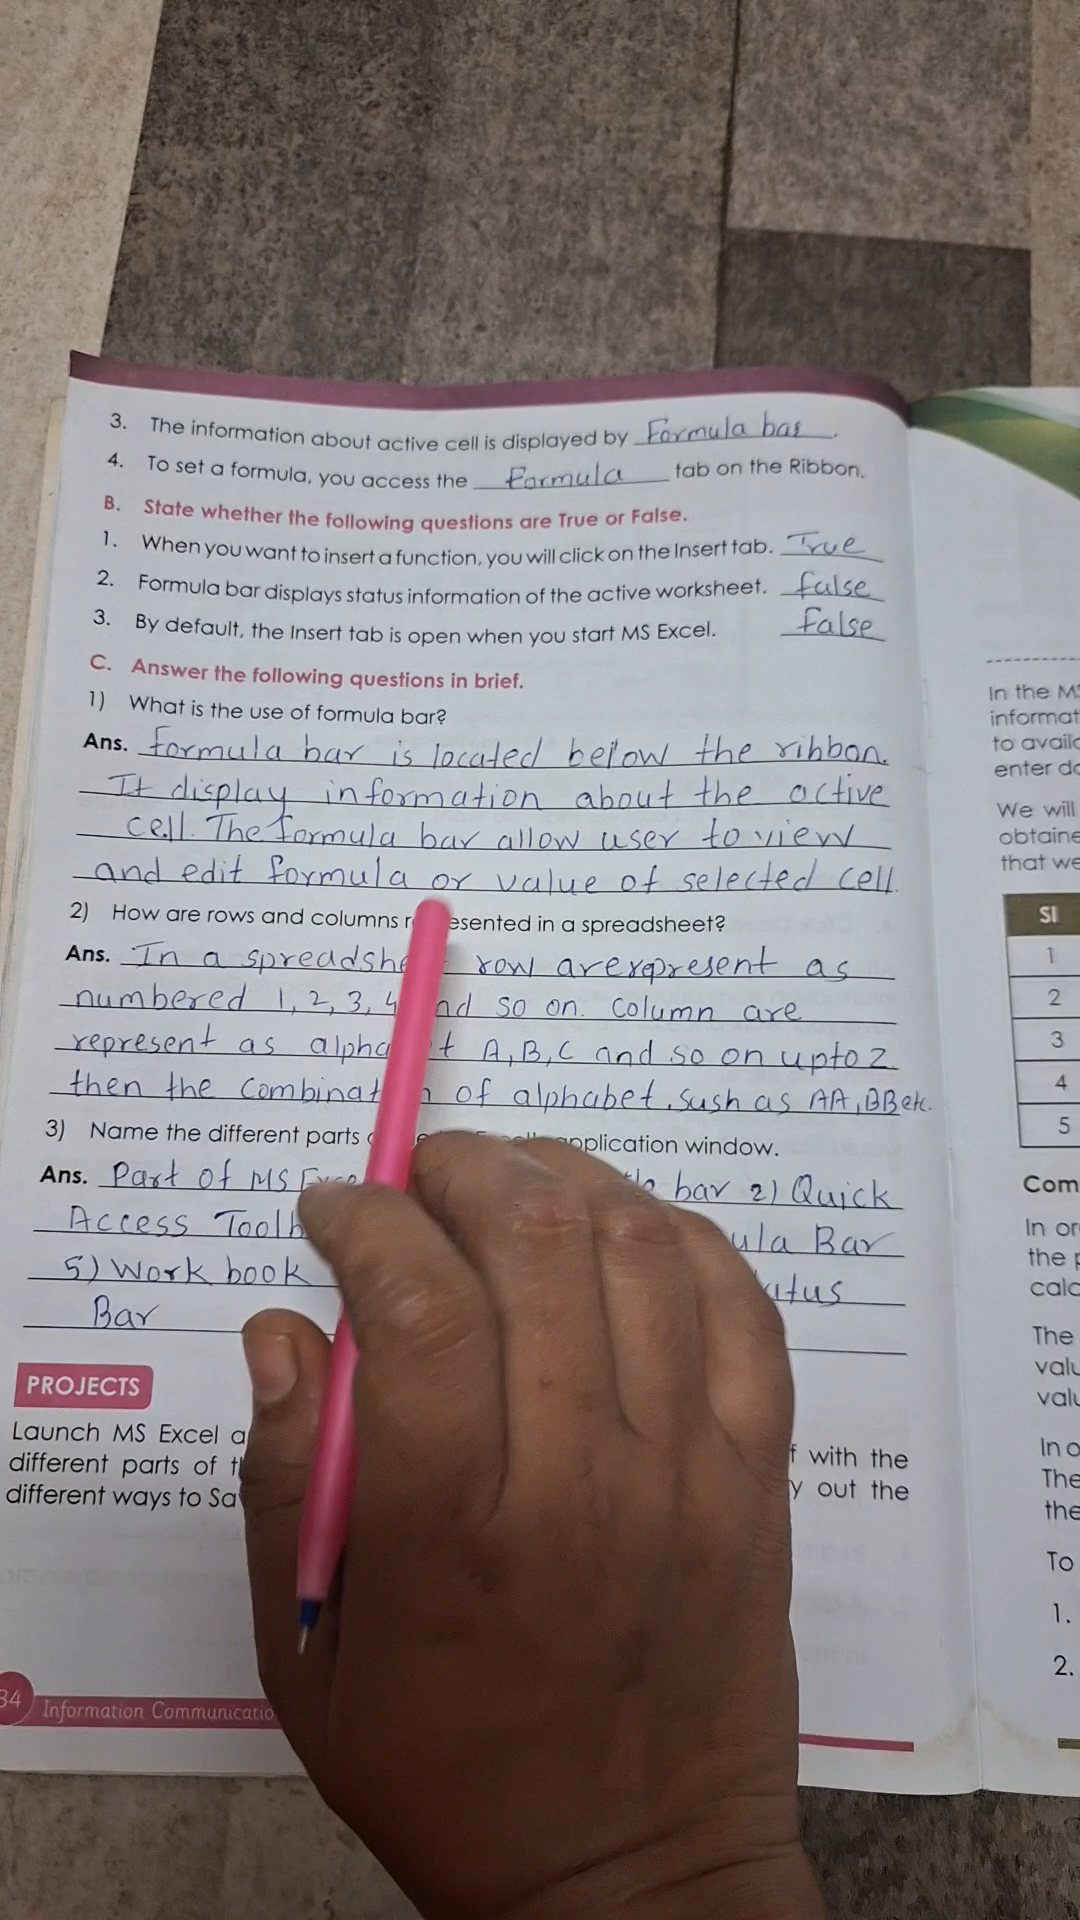 3. The information about active cell is displayed by Formula bar.
4. To set a formula, you access the Formula tab on the Ribbon.
B. State whether the following questions are True or False.
1. When you want to insert a function, you will click on the Insert tab. True
2. Formula bar displays status information of the active worksheet. false
3. By default, the Insert tab is open when you start MS Excel. False
C. Answer the following questions in brief.
1) What is the use of formula bar?
Ans. Formula bar is located below the ribbon.
It display information about the active
cell. The formula bar allow user to view
and edit formula or value of selected cell.
2) How are rows and columns esented in a spreadsheet?
Ans. In a spreadshe row are represent as
numbered 1, 2, 3, 4 nd so on. Column are
represent as alpha t A, B, C and so on upto Z
then the combinat of alphabet, sush as AA, BB etc.
3) Name the different parts application window.
Ans. Part of MS bar 2) Quick
Access Toolb ula Bar
5) Work book atus
Bar
PROJECTS
Launch MS Excel a
different parts of t f with the
different ways to Sa y out the
34 Information Communicatio
In the MS
informat
to availa
enter da
We will
obtaine
that we
Sl
1
2
3
4
5
Com
In or
the p
calc
The
valu
valu
In o
The
the
To
1.
2.